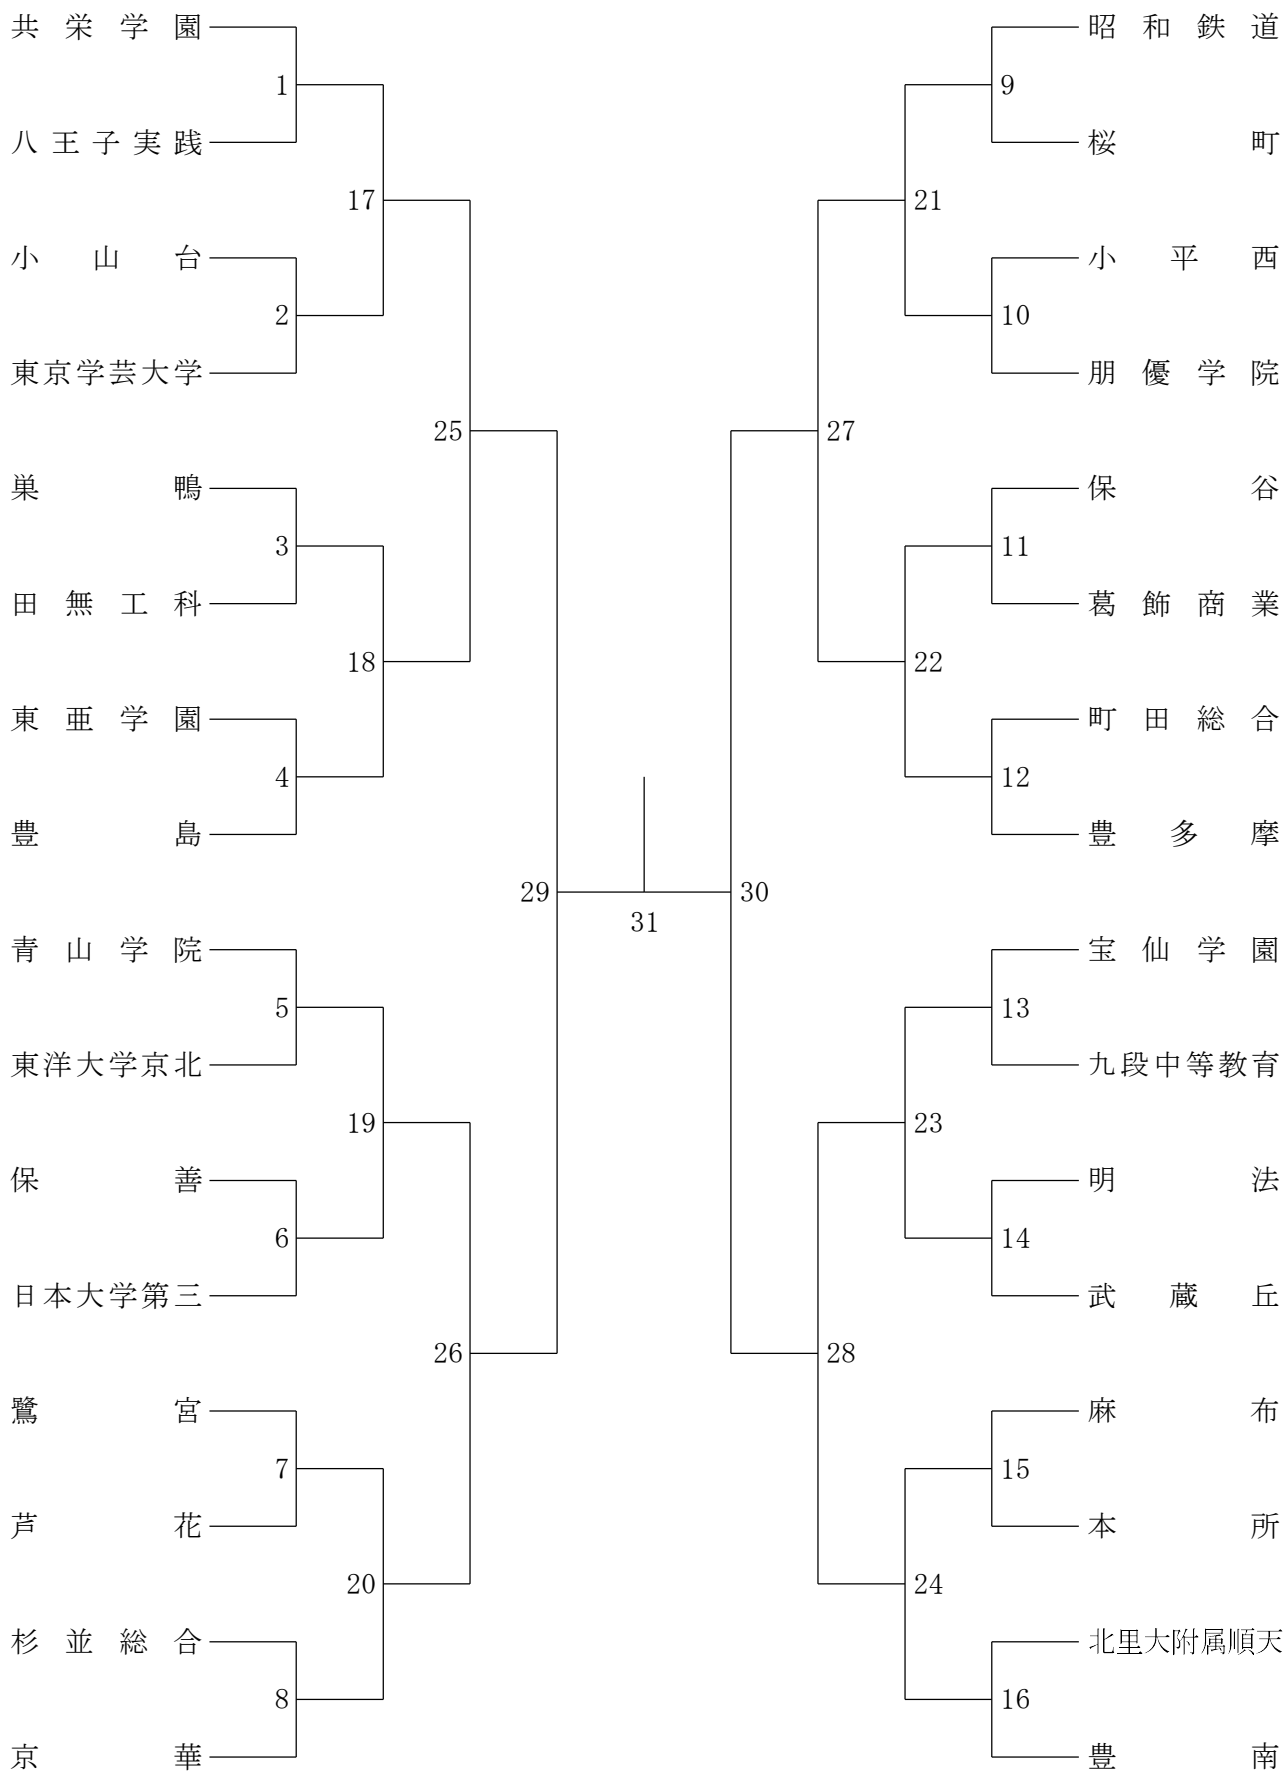 共栄学園
1
八王子実践
17
小山台
2
東京学芸大学
25
巣鴨
3
田無工科
18
東亜学園
4
豊島
29
青山学院
5
東洋大学京北
19
保善
6
日本大学第三
26
鷺宮
7
芦花
20
杉並総合
8
京華
31
昭和鉄道
9
桜町
21
小平西
10
朋優学院
27
保谷
11
葛飾商業
22
町田総合
12
豊多摩
30
宝仙学園
13
九段中等教育
23
明法
14
武蔵丘
28
麻布
15
本所
24
北里大附属順天
16
豊南